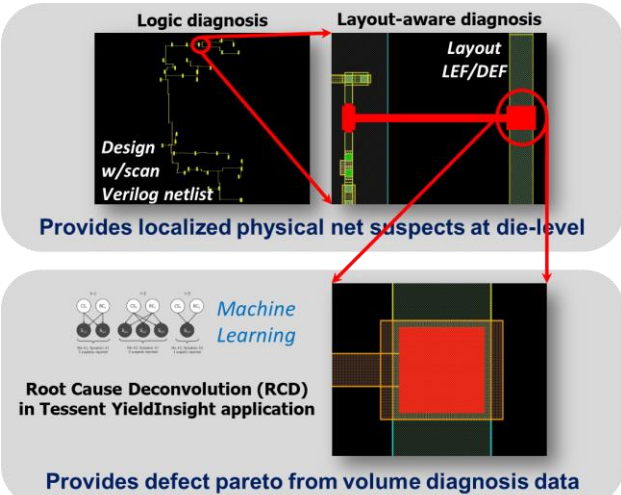 Logic diagnosis
Layout-aware diagnosis
Design
w/scan
Verilog netlist
Layout
LEF/DEF
Provides localized physical net suspects at die-level
Machine
Learning
Root Cause Deconvolution (RCD)
in Tessent YieldInsight application
Provides defect pareto from volume diagnosis data